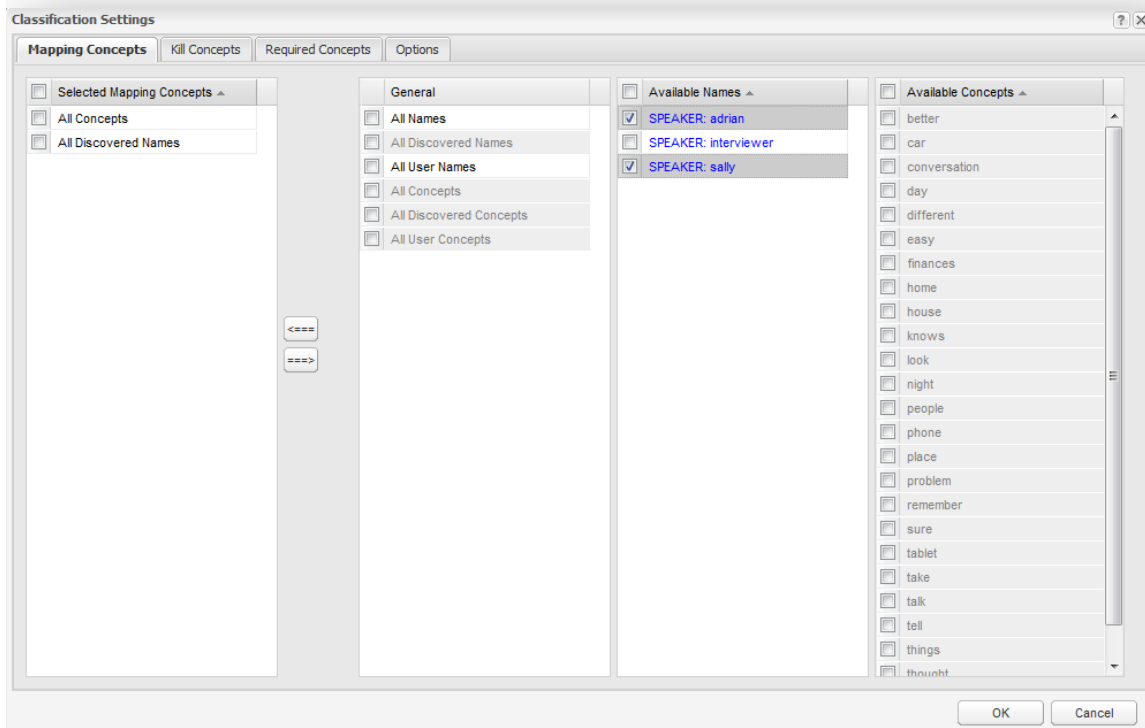 Classification Settings
?
Mapping Concepts
Kill Concepts
Required Concepts
Options
Selected Mapping Concepts
All Concepts
All Discovered Names
<===
===>
General
All Names
All Discovered Names
All User Names
All Concepts
All Discovered Concepts
All User Concepts
Available Names
SPEAKER: adrian
SPEAKER: interviewer
SPEAKER: sally
Available Concepts
better
car
conversation
day
different
easy
finances
home
house
knows
look
night
people
phone
place
problem
remember
sure
tablet
take
talk
tell
things
thought
OK
Cancel